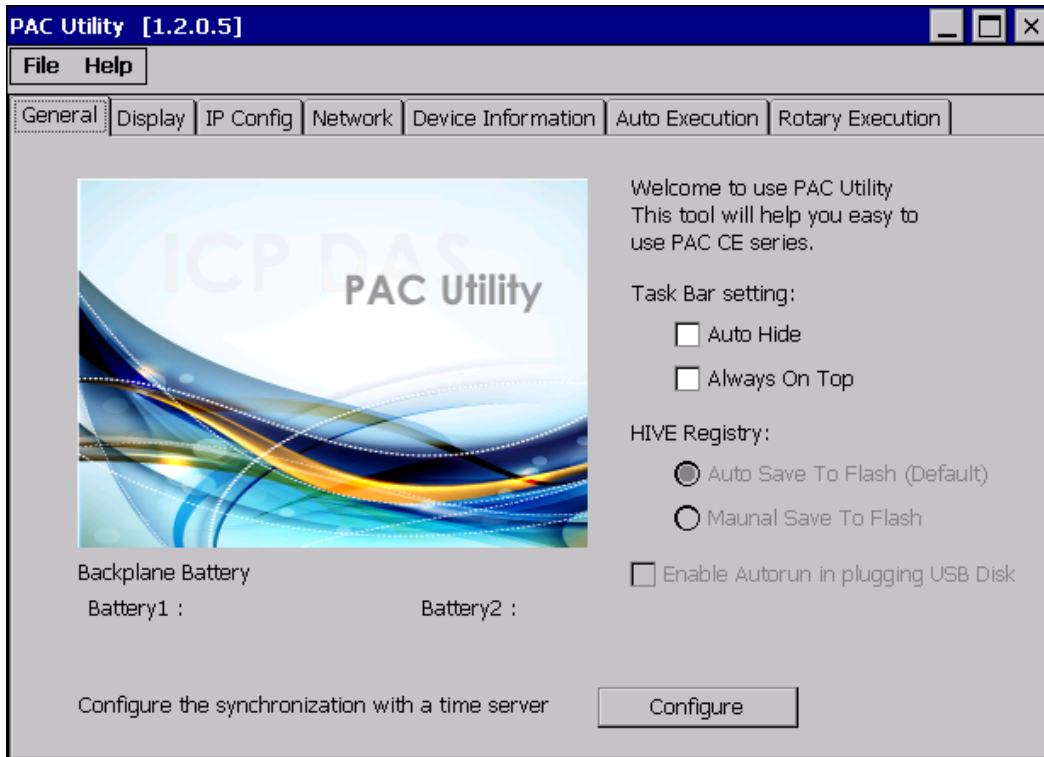 PAC Utility [1.2.0.5]
File Help
General Display IP Config Network Device Information Auto Execution Rotary Execution
ICP DAS
PAC Utility
Welcome to use PAC Utility
This tool will help you easy to
use PAC CE series.
Task Bar setting:
Auto Hide
Always On Top
HIVE Registry:
Auto Save To Flash (Default)
Maunal Save To Flash
Enable Autorun in plugging USB Disk
Backplane Battery
Battery1 : Battery2 :
Configure the synchronization with a time server Configure